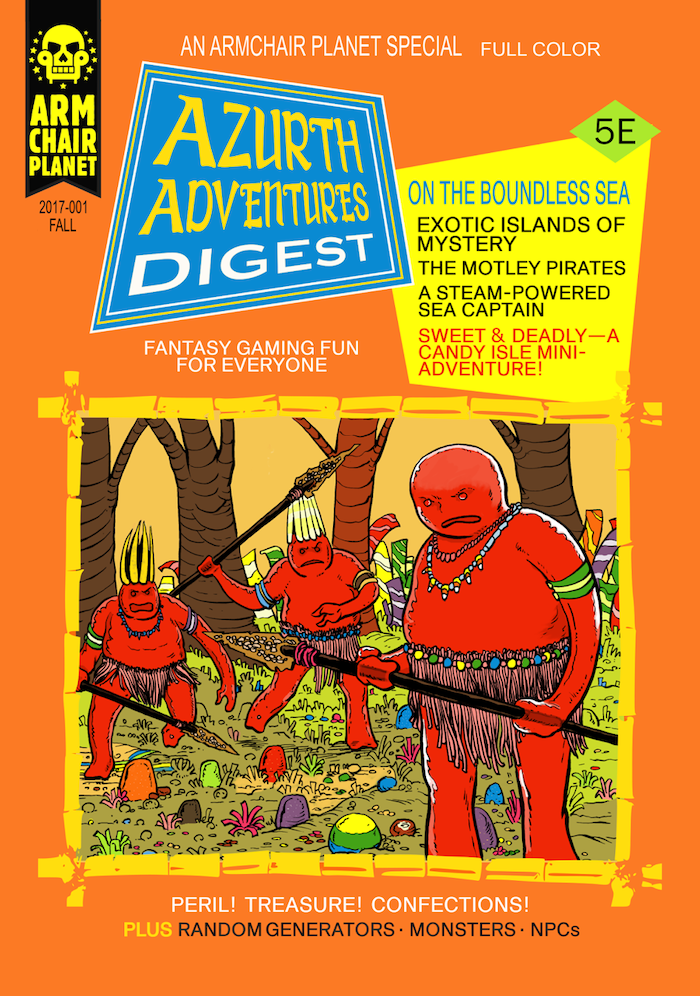 AN ARMCHAIR PLANET SPECIAL FULL COLOR
ARM
CHAIR
PLANET
2017-001
FALL
AZURTH
ADVENTURES
DIGEST
5E
ON THE BOUNDLESS SEA
EXOTIC ISLANDS OF
MYSTERY
THE MOTLEY PIRATES
A STEAM-POWERED
SEA CAPTAIN
SWEET & DEADLY—A
CANDY ISLE MINI-
ADVENTURE!
FANTASY GAMING FUN
FOR EVERYONE
PERIL! TREASURE! CONFECTIONS!
PLUS RANDOM GENERATORS · MONSTERS · NPCs